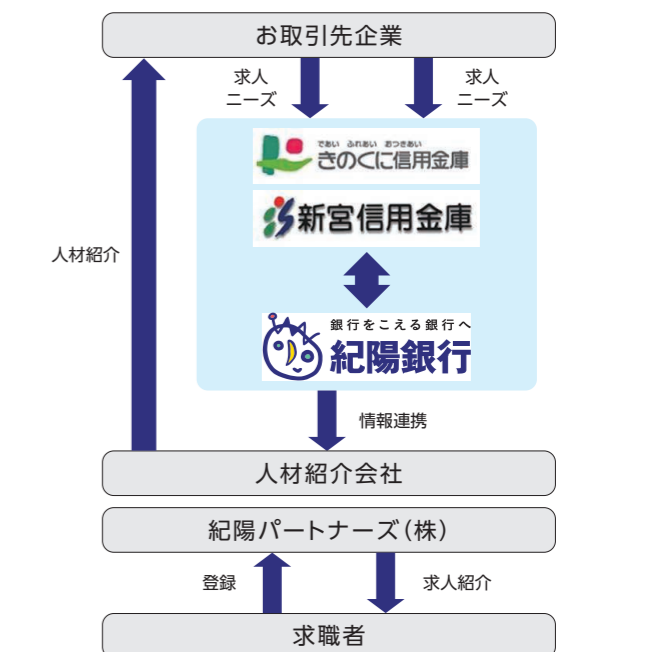 お取引先企業
求人
ニーズ
求人
ニーズ
であい ふれあい おつきあい
きのくに信用金庫
新宮信用金庫
人材紹介
銀行をこえる銀行へ
紀陽銀行
情報連携
人材紹介会社
紀陽パートナーズ(株)
登録
求人紹介
求職者